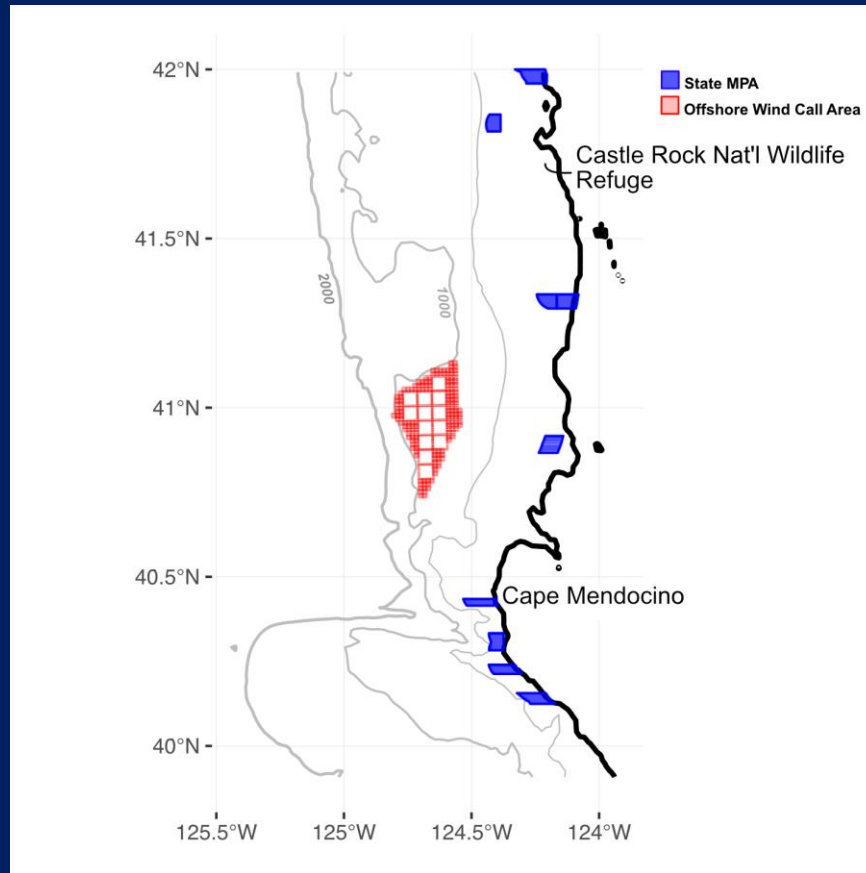 42°N
State MPA
Offshore Wind Call Area
Castle Rock Nat'l Wildlife
Refuge
41.5°N
2000
1000
41°N
40.5°N
Cape Mendocino
40°N
125.5°W
125°W
124.5°W
124°W